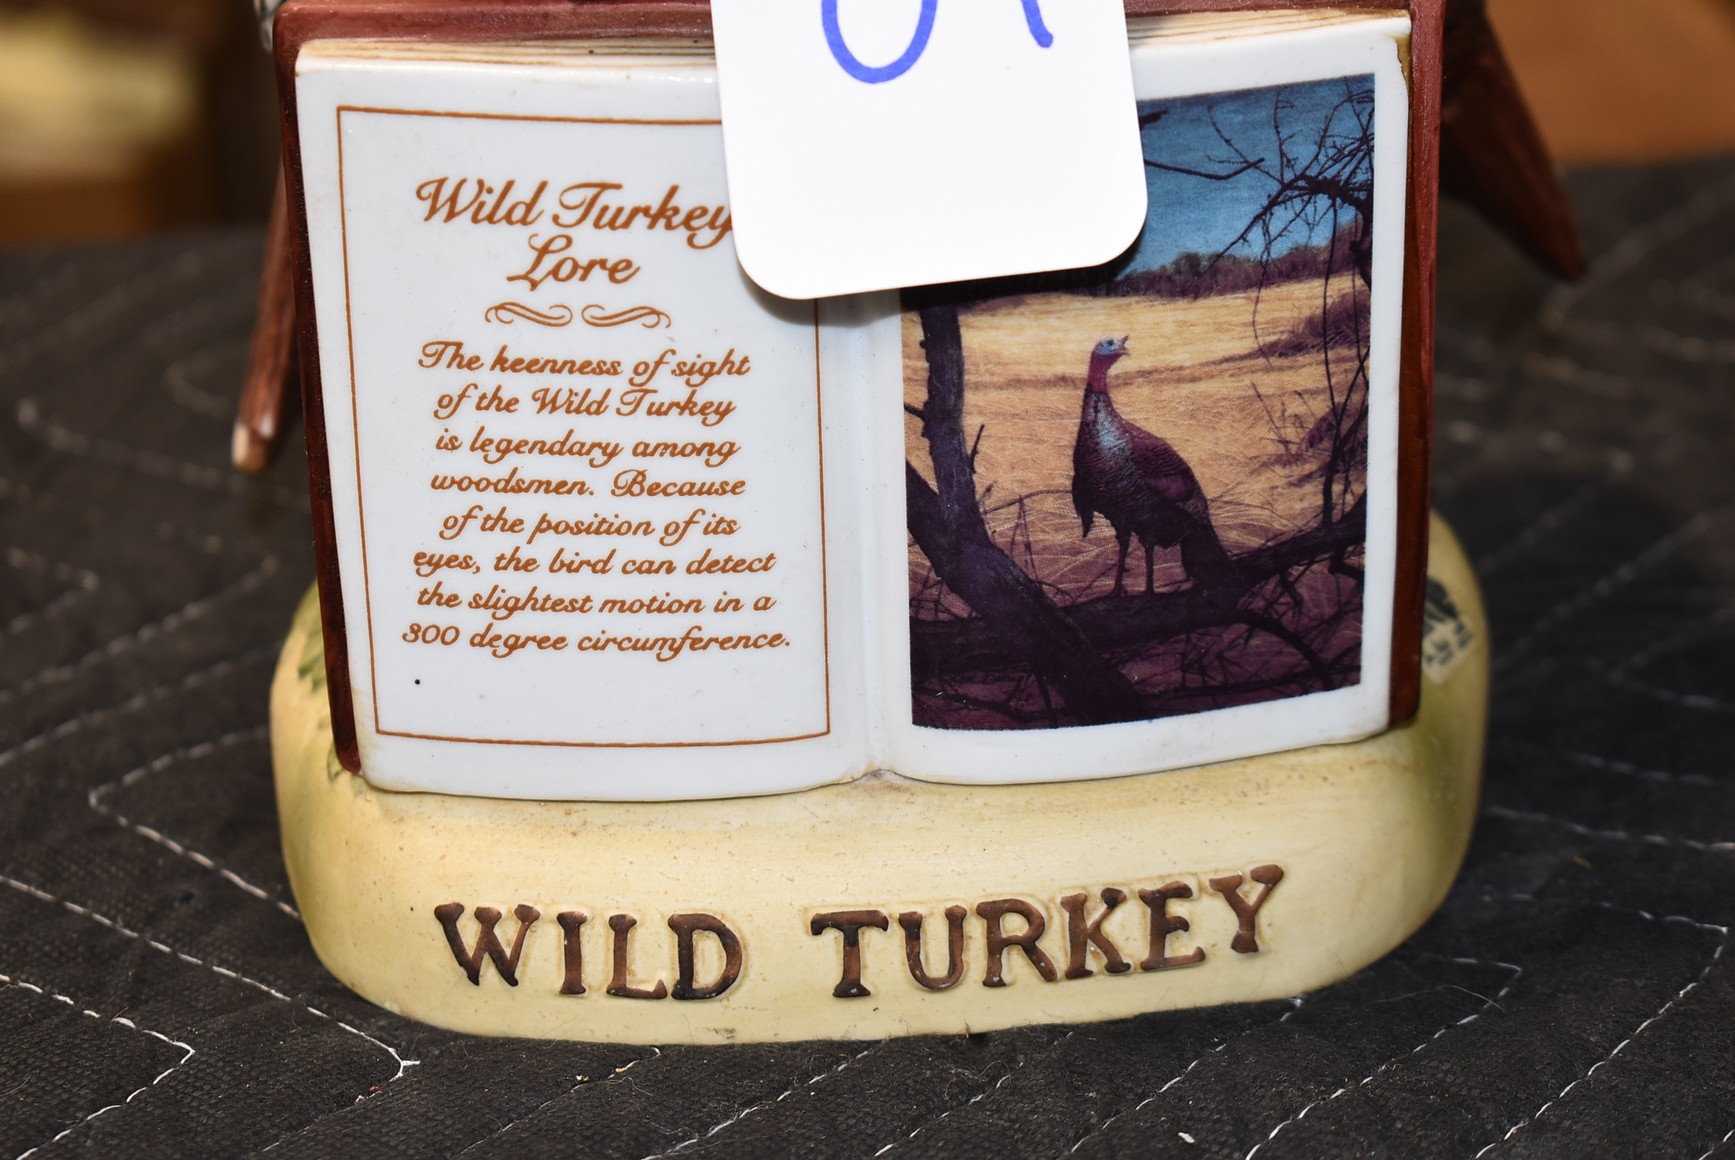 Wild Turkey
Lore
The keenness of sight
of the Wild Turkey
is legendary among
woodsmen. Because
of the position of its
eyes, the bird can detect
the slightest motion in a
300 degree circumference.
WILD TURKEY